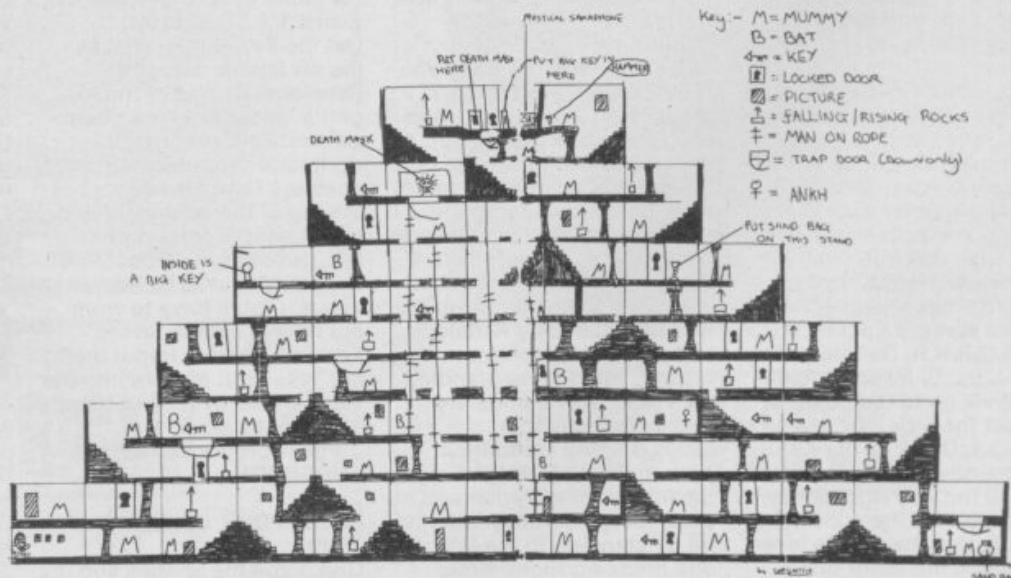 MYSTICAL SAXAPHONE
Key:- M = MUMMY
B = BAT
= KEY
= LOCKED DOOR
= PICTURE
= FALLING/RISING ROCKS
= MAN ON ROPE
= TRAP DOOR (Down only)
= ANKH
PUT DEATH MASK
HERE
PUT BIG KEY IN
HERE
HAMMER
DEATH MASK
PUT SAND BAG
ON THIS STAND
INSIDE IS
A BIG KEY
M
M
M
M
M
M
M
B
M
M
M
M
B
M
M
B
M
M
B
M
M
M
M
B
M
M
M
M
M
M
M
M
M
M
SAND BAG